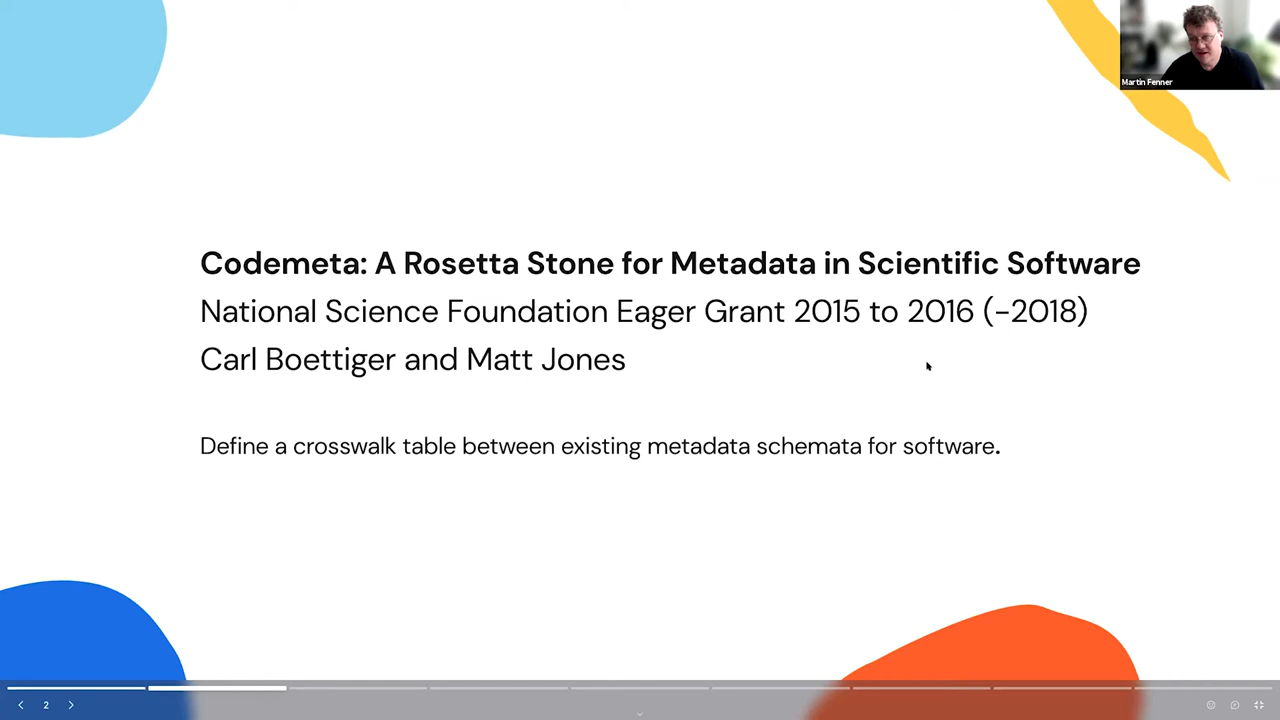 Martin Fenner
Codemeta: A Rosetta Stone for Metadata in Scientific Software
National Science Foundation Eager Grant 2015 to 2016 (-2018)
Carl Boettiger and Matt Jones
Define a crosswalk table between existing metadata schemata for software.
2